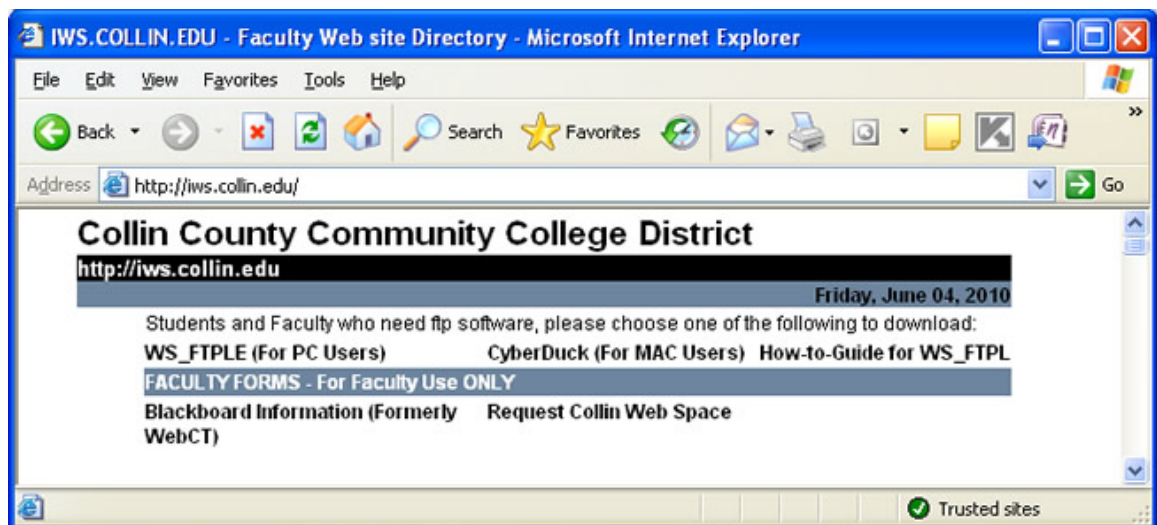 IWS.COLLIN.EDU - Faculty Web site Directory - Microsoft Internet Explorer
File Edit View Favorites Tools Help
Back Search Favorites »
Address http://iws.collin.edu/ Go
Collin County Community College District
http://iws.collin.edu
Friday, June 04, 2010
Students and Faculty who need ftp software, please choose one of the following to download:
WS_FTPLE (For PC Users) CyberDuck (For MAC Users) How-to-Guide for WS_FTPL
FACULTY FORMS - For Faculty Use ONLY
Blackboard Information (Formerly Request Collin Web Space
WebCT)
Trusted sites